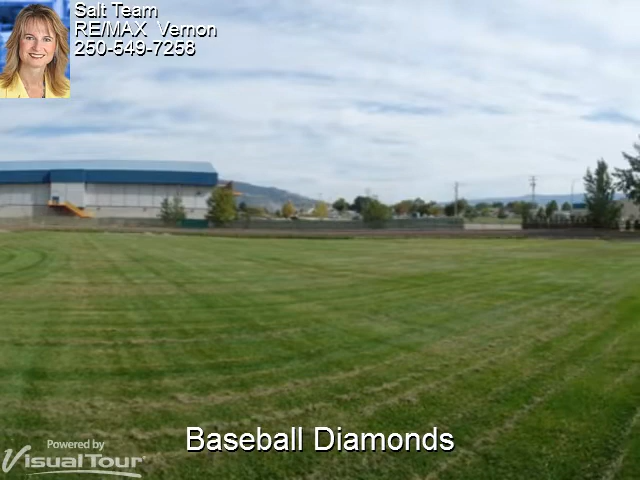 Salt Team
RE/MAX Vernon
250-549-7258
Baseball Diamonds
Powered by
VISUALTOUR